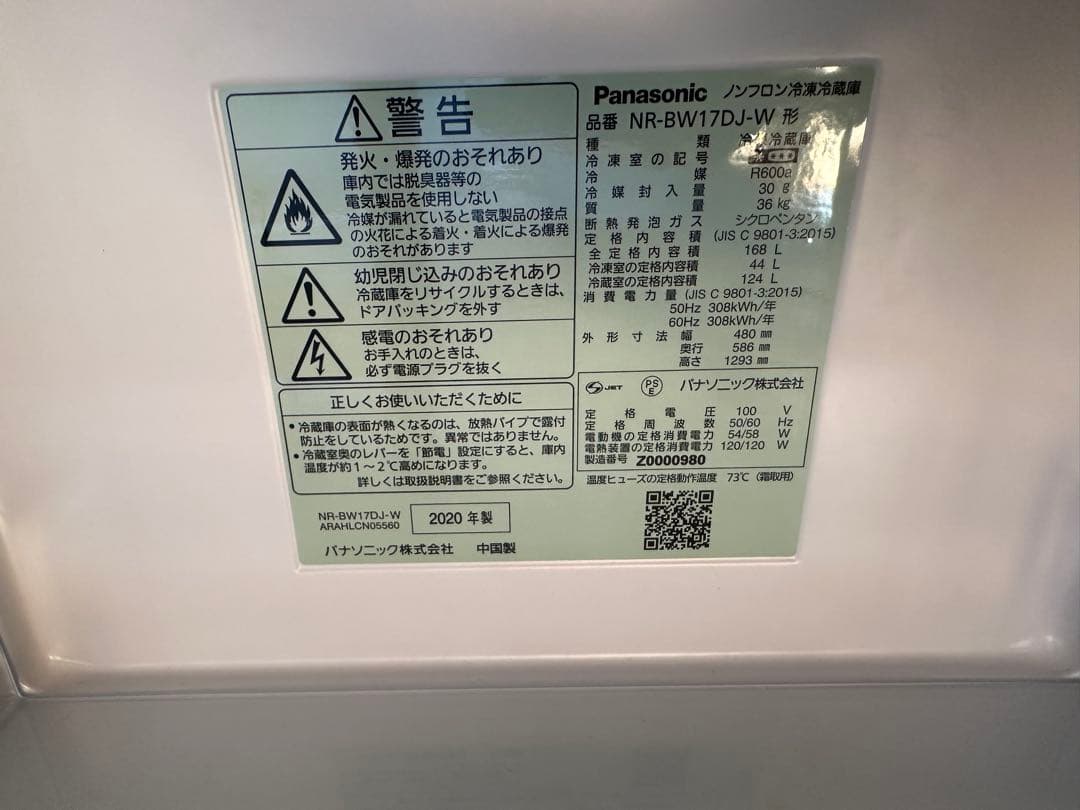 警告
発火・爆発のおそれあり
庫内では脱臭器等の
電気製品を使用しない
冷媒が漏れていると電気製品の接点
の火花による着火・着火による爆発
のおそれがあります
幼児閉じ込みのおそれあり
冷蔵庫をリサイクルするときは、
ドアパッキングを外す
感電のおそれあり
お手入れのときは、
必ず電源プラグを抜く
正しくお使いいただくために
•冷蔵庫の表面が熱くなるのは、放熱パイプで露付
防止をしているためです。異常ではありません。
•冷蔵室奥のレバーを「節電」設定にすると、庫内
温度が約1～2℃高めになります。
詳しくは取扱説明書をご参照ください。
NR-BW17DJ-W
ARAHLCN05560
2020 年製
パナソニック株式会社 中国製
Panasonic ノンフロン冷凍冷蔵庫
品番 NR-BW17DJ-W 形
種類 冷凍冷蔵庫
冷凍室の記号
冷媒 R600a
冷媒封入量 30 g
質量 36 kg
断熱発泡ガス シクロペンタン
定格内容積 (JIS C 9801-3:2015)
全定格内容積 168 L
冷凍室の定格内容積 44 L
冷蔵室の定格内容積 124 L
消費電力量 (JIS C 9801-3:2015)
50Hz 308kWh/年
60Hz 308kWh/年
外形寸法 幅 480 ㎜
奥行 586 ㎜
高さ 1293 ㎜
S JET PS E パナソニック株式会社
定格電圧 100 V
定格周波数 50/60 Hz
電動機の定格消費電力 54/58 W
電熱装置の定格消費電力 120/120 W
製造番号 Z0000980
温度ヒューズの定格動作温度 73℃ (霜取用)